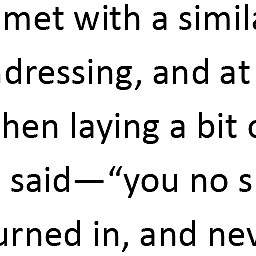 met with a simila
dressing, and at
hen laying a bit
said—“you no s
urned in, and nev